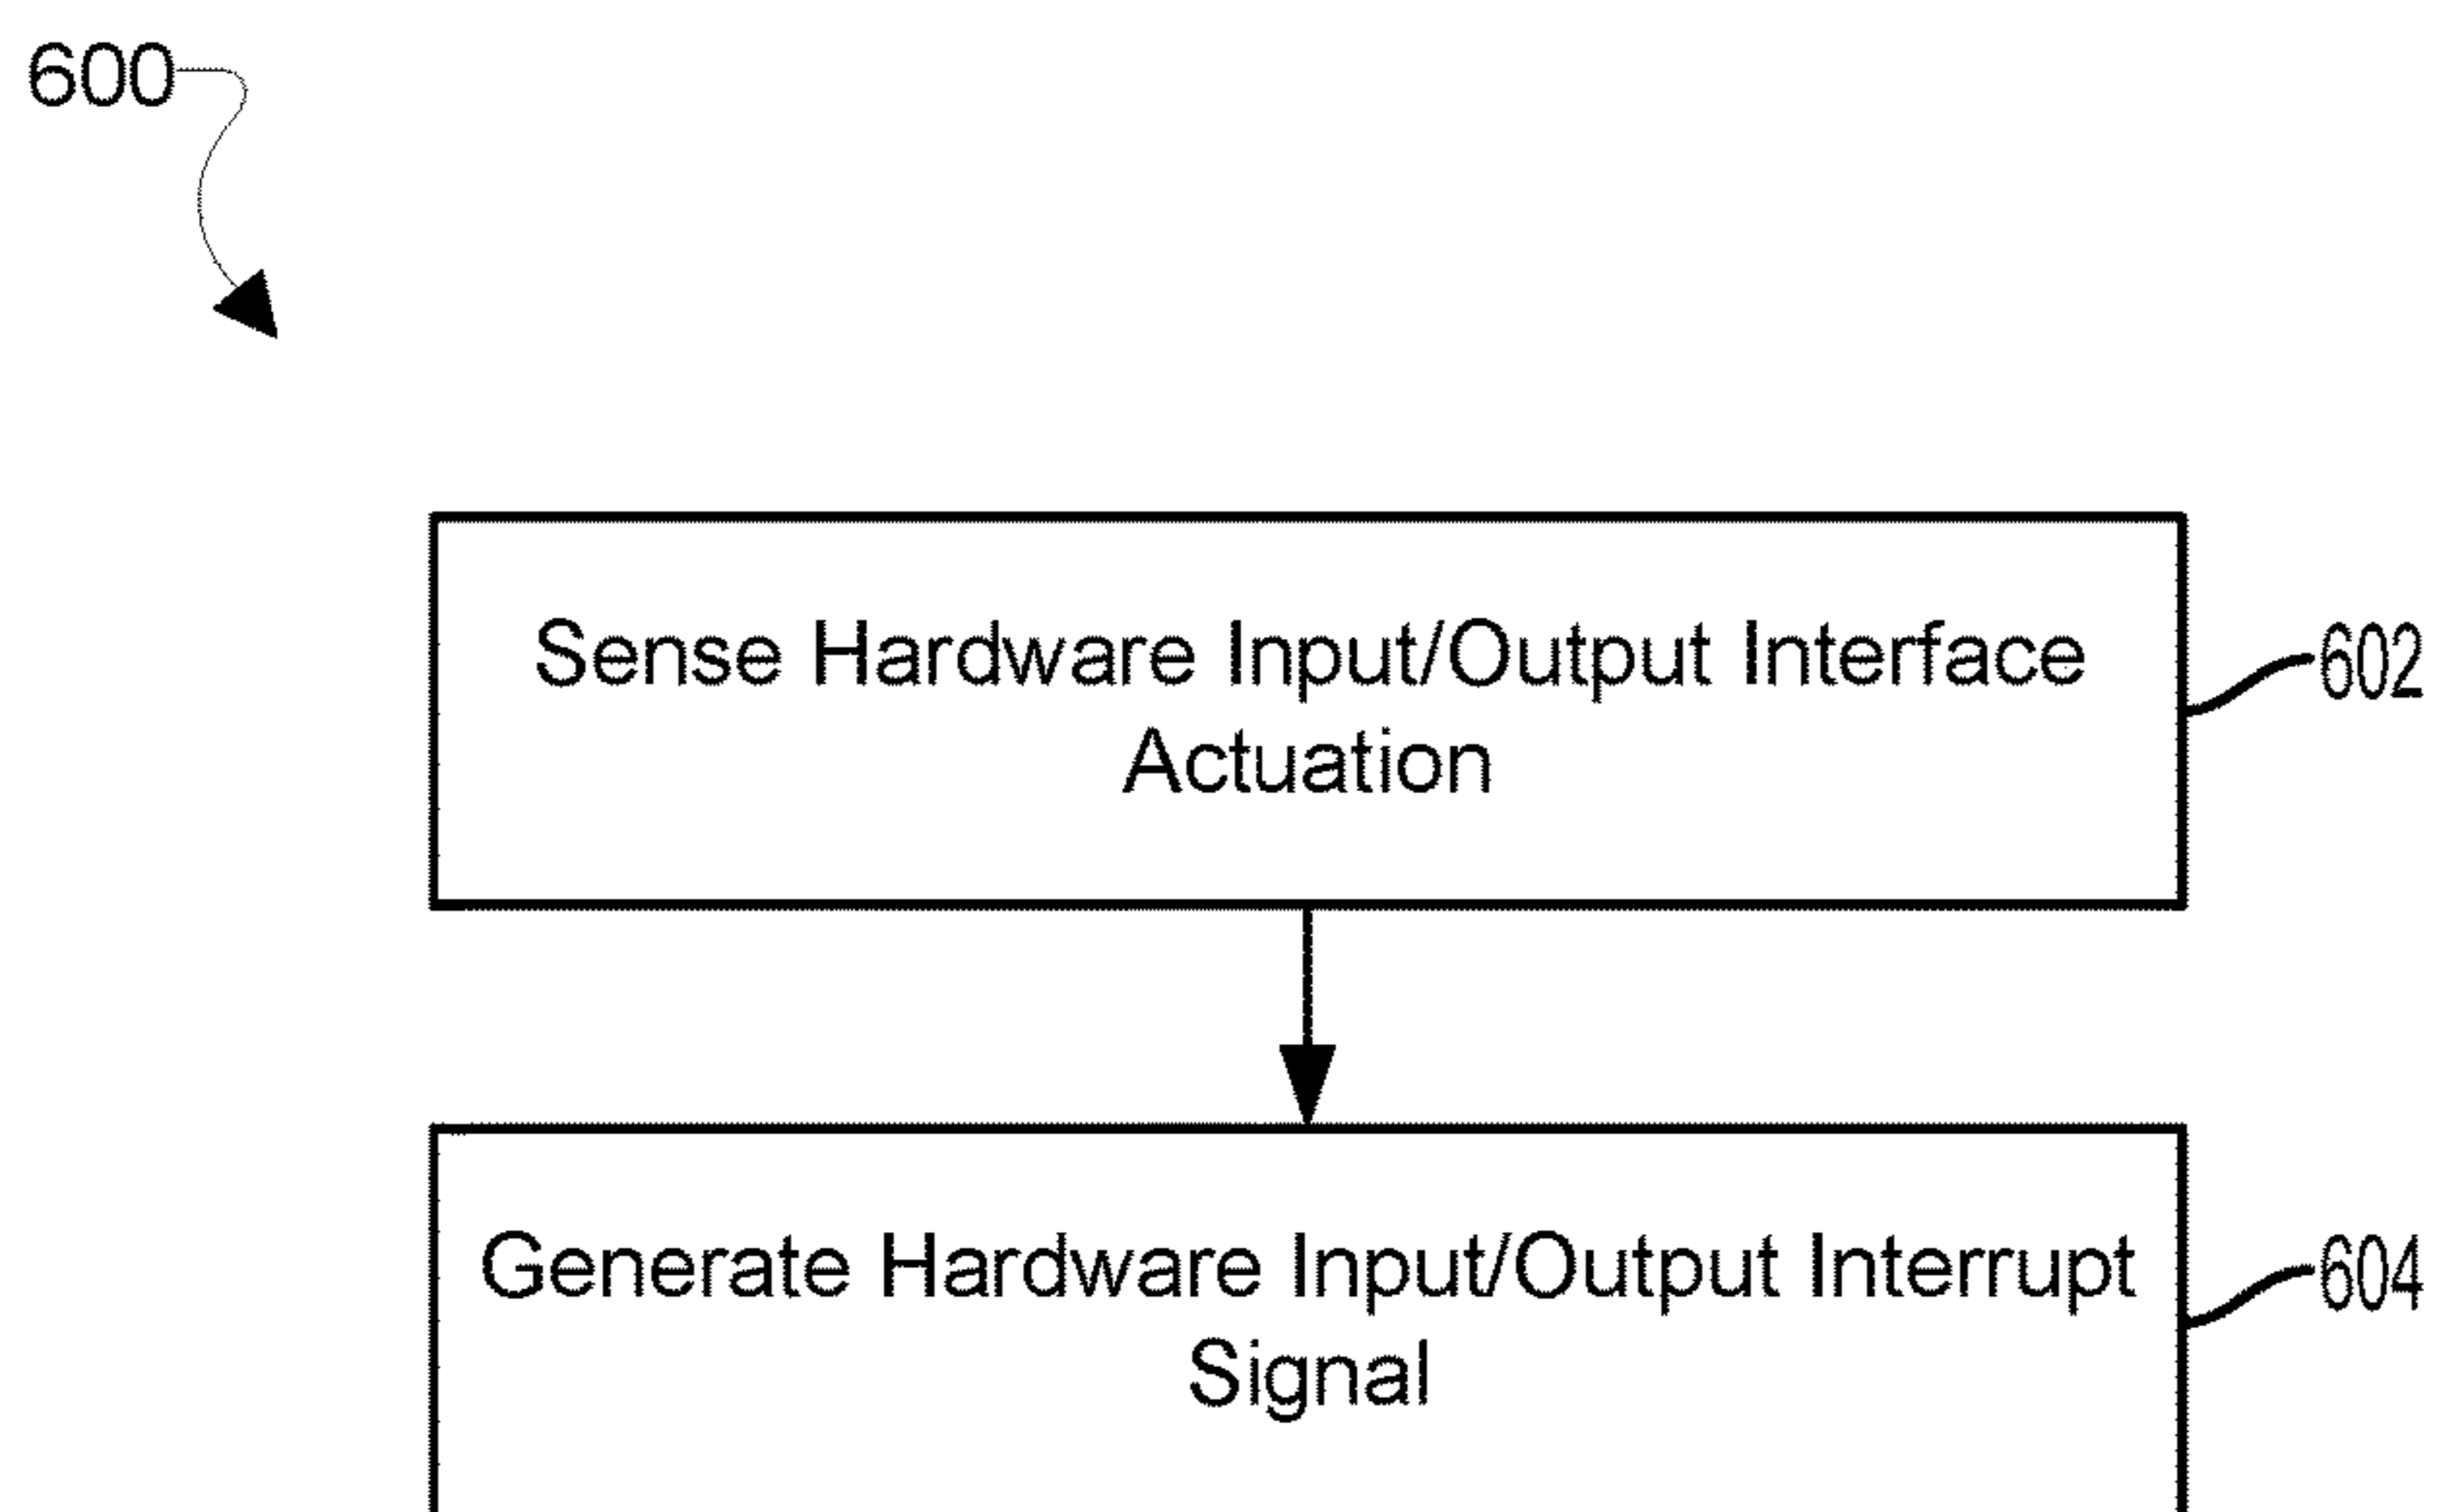 600
Sense Hardware Input/Output Interface
Actuation
602
Generate Hardware Input/Output Interrupt
Signal
604